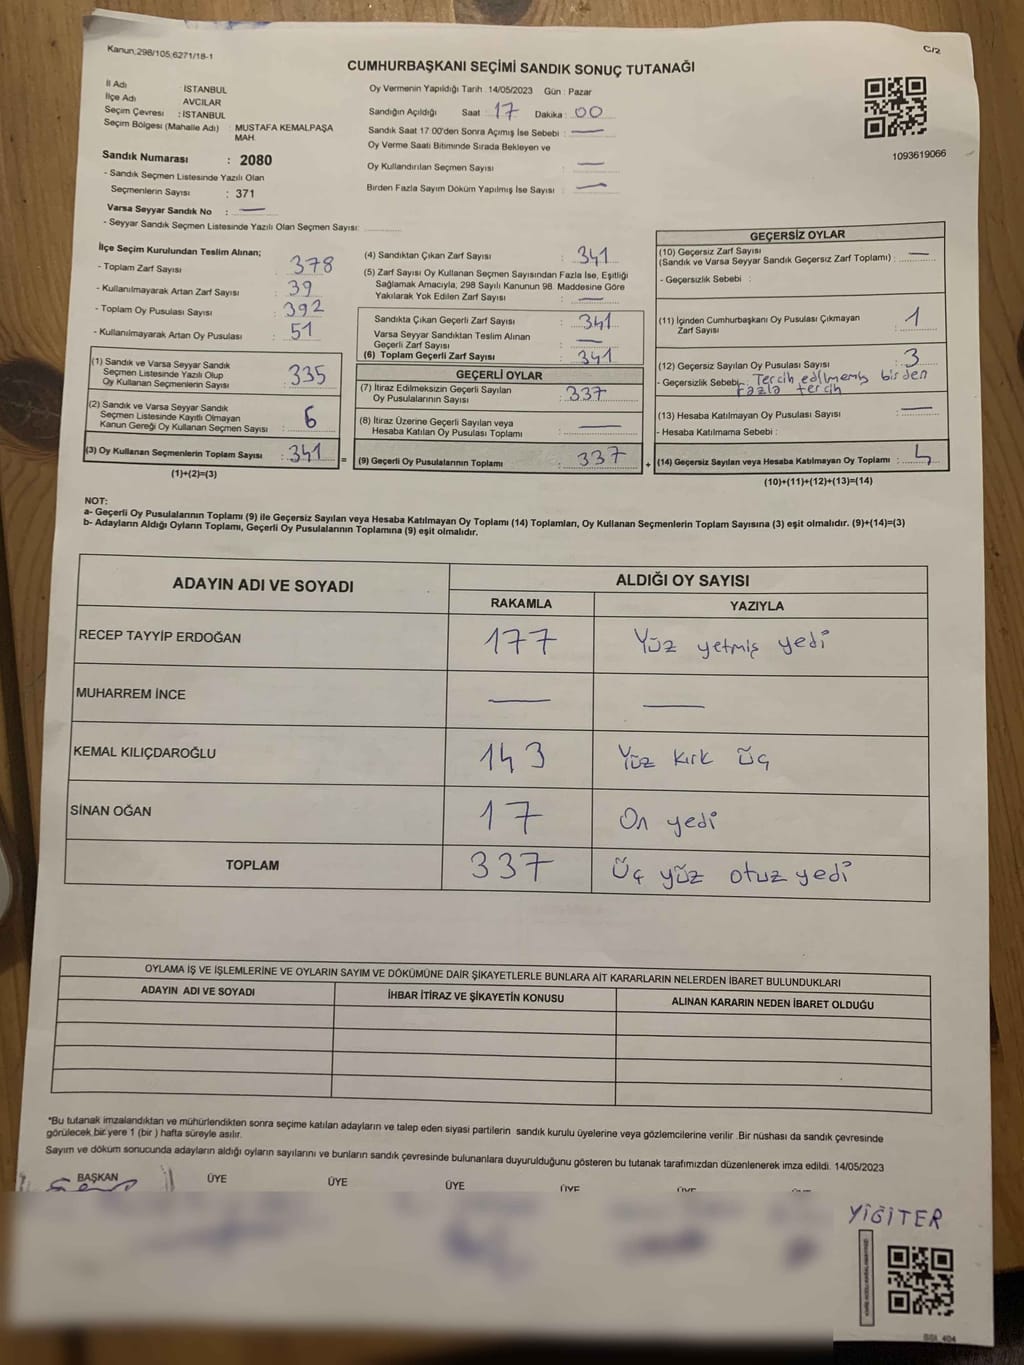 Kanun,298/105,6271/18-1
C/2
CUMHURBAŞKANI SEÇİMİ SANDIK SONUÇ TUTANAĞI
İl Adı : İSTANBUL
İlçe Adı : AVCILAR
Seçim Çevresi : İSTANBUL
Seçim Bölgesi (Mahalle Adı) : MUSTAFA KEMALPAŞA MAH.
Sandık Numarası : 2080
- Sandık Seçmen Listesinde Yazılı Olan
Seçmenlerin Sayısı : 371
Varsa Seyyar Sandık No : —
- Seyyar Sandık Seçmen Listesinde Yazılı Olan Seçmen Sayısı:
Oy Vermenin Yapıldığı Tarih :14/05/2023 Gün : Pazar
Sandığın Açıldığı Saat : 17 Dakika : 00
Sandık Saat 17:00'den Sonra Açımış İse Sebebi : —
Oy Verme Saati Bitiminde Sırada Bekleyen ve
Oy Kullandırılan Seçmen Sayısı : —
Birden Fazla Sayım Döküm Yapılmış İse Sayısı : —
1093619066
İlçe Seçim Kurulundan Teslim Alınan;
- Toplam Zarf Sayısı : 378
- Kullanılmayarak Artan Zarf Sayısı : 39
- Toplam Oy Pusulası Sayısı : 392
- Kullanılmayarak Artan Oy Pusulası : 51
(1) Sandık ve Varsa Seyyar Sandık
Seçmen Listesinde Yazılı Olup
Oy Kullanan Seçmenlerin Sayısı : 335
(2) Sandık ve Varsa Seyyar Sandık
Seçmen Listesinde Kayıtlı Olmayan
Kanun Gereği Oy Kullanan Seçmen Sayısı : 6
(3) Oy Kullanan Seçmenlerin Toplam Sayısı : 341 =
(1)+(2)=(3)
(4) Sandıktan Çıkan Zarf Sayısı : 341
(5) Zarf Sayısı Oy Kullanan Seçmen Sayısından Fazla İse, Eşitliği
Sağlamak Amacıyla, 298 Sayılı Kanunun 98. Maddesine Göre
Yakılarak Yok Edilen Zarf Sayısı : —
Sandıkta Çıkan Geçerli Zarf Sayısı : 341
Varsa Seyyar Sandıktan Teslim Alınan
Geçerli Zarf Sayısı : —
(6) Toplam Geçerli Zarf Sayısı : 341
GEÇERLİ OYLAR
(7) İtiraz Edilmeksizin Geçerli Sayılan
Oy Pusulalarının Sayısı : 337
(8) İtiraz Üzerine Geçerli Sayılan veya
Hesaba Katılan Oy Pusulası Toplamı : —
(9) Geçerli Oy Pusulalarının Toplamı : 337 +
GEÇERSİZ OYLAR
(10) Geçersiz Zarf Sayısı
(Sandık ve Varsa Seyyar Sandık Geçersiz Zarf Toplamı) : —
- Geçersizlik Sebebi :
(11) İçinden Cumhurbaşkanı Oy Pusulası Çıkmayan
Zarf Sayısı : 1
(12) Geçersiz Sayılan Oy Pusulası Sayısı : 3
- Geçersizlik Sebebi : Tercih edilmemiş birden
fazla tercih
(13) Hesaba Katılmayan Oy Pusulası Sayısı : —
- Hesaba Katılmama Sebebi :
(14) Geçersiz Sayılan veya Hesaba Katılmayan Oy Toplamı : 4
(10)+(11)+(12)+(13)=(14)
NOT:
a- Geçerli Oy Pusulalarının Toplamı (9) ile Geçersiz Sayılan veya Hesaba Katılmayan Oy Toplamı (14) Toplamları, Oy Kullanan Seçmenlerin Toplam Sayısına (3) eşit olmalıdır. (9)+(14)=(3)
b- Adayların Aldığı Oyların Toplamı, Geçerli Oy Pusulalarının Toplamına (9) eşit olmalıdır.
ADAYIN ADI VE SOYADI ALDIĞI OY SAYISI
RAKAMLA YAZIYLA
RECEP TAYYİP ERDOĞAN 177 Yüz yetmiş yedi
MUHARREM İNCE — —
KEMAL KILIÇDAROĞLU 143 Yüz kırk üç
SİNAN OĞAN 17 On yedi
TOPLAM 337 Üç yüz otuz yedi
OYLAMA İŞ VE İŞLEMLERİNE VE OYLARIN SAYIM VE DÖKÜMÜNE DAİR ŞİKAYETLERLE BUNLARA AİT KARARLARIN NELERDEN İBARET BULUNDUKLARI
ADAYIN ADI VE SOYADI İHBAR İTİRAZ VE ŞİKAYETİN KONUSU ALINAN KARARIN NEDEN İBARET OLDUĞU
*Bu tutanak imzalandıktan ve mühürlendikten sonra seçime katılan adayların ve talep eden siyasi partilerin sandık kurulu üyelerine veya gözlemcilerine verilir .Bir nüshası da sandık çevresinde
görülecek bir yere 1 (bir ) hafta süreyle asılır.
Sayım ve döküm sonucunda adayların aldığı oyların sayılarını ve bunların sandık çevresinde bulunanlara duyurulduğunu gösteren bu tutanak tarafımızdan düzenlenerek imza edildi. 14/05/2023
BAŞKAN ÜYE ÜYE ÜYE ÜYE
YİĞİTER